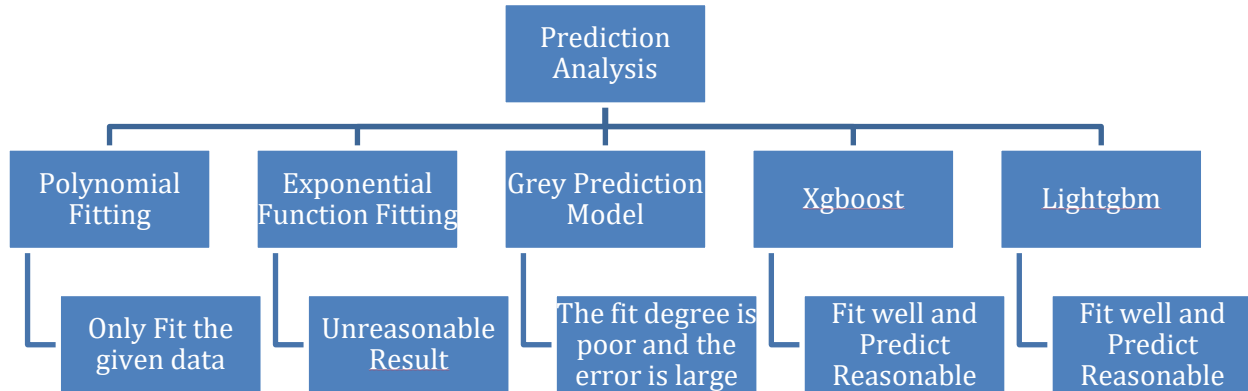 Prediction
Analysis
Polynomial
Fitting
Exponential
Function Fitting
Grey Prediction
Model
Xgboost
Lightgbm
Only Fit the
given data
Unreasonable
Result
The fit degree is
poor and the
error is large
Fit well and
Predict
Reasonable
Fit well and
Predict
Reasonable